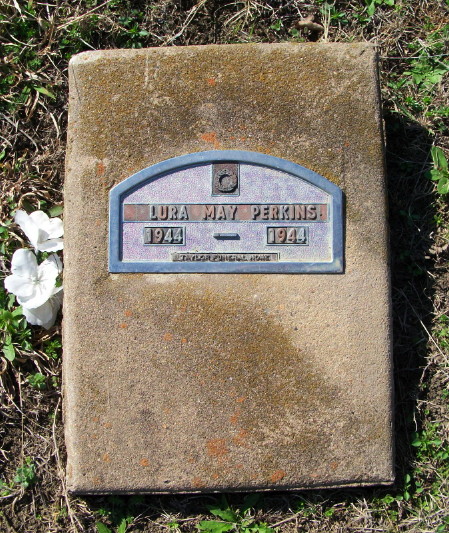 LURA MAY PERKINS
1944 — 1944
TAYLOR FUNERAL HOME